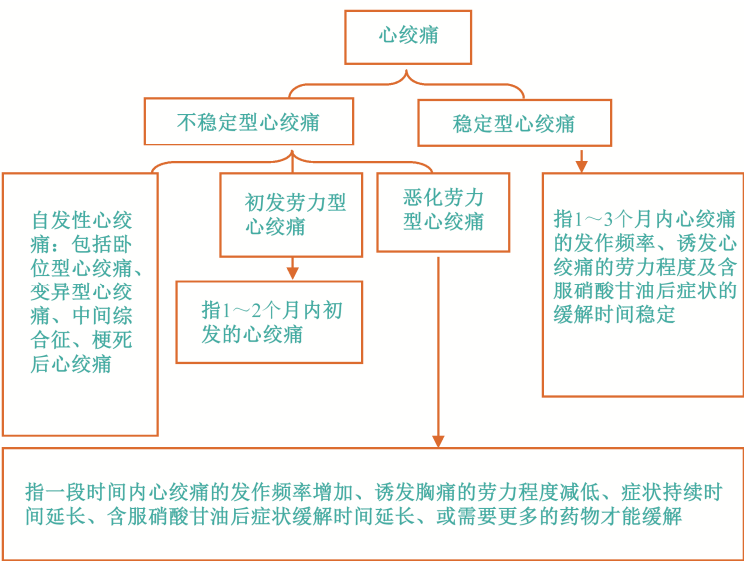 心绞痛
不稳定型心绞痛
稳定型心绞痛
自发性心绞
痛：包括卧
位型心绞痛、
变异型心绞
痛、中间综
合征、梗死
后心绞痛
初发劳力型
心绞痛
恶化劳力
型心绞痛
指1～3个月内心绞痛
的发作频率、诱发心
绞痛的劳力程度及含
服硝酸甘油后症状的
缓解时间稳定
指1～2个月内初
发的心绞痛
指一段时间内心绞痛的发作频率增加、诱发胸痛的劳力程度减低、症状持续时
间延长、含服硝酸甘油后症状缓解时间延长、或需要更多的药物才能缓解